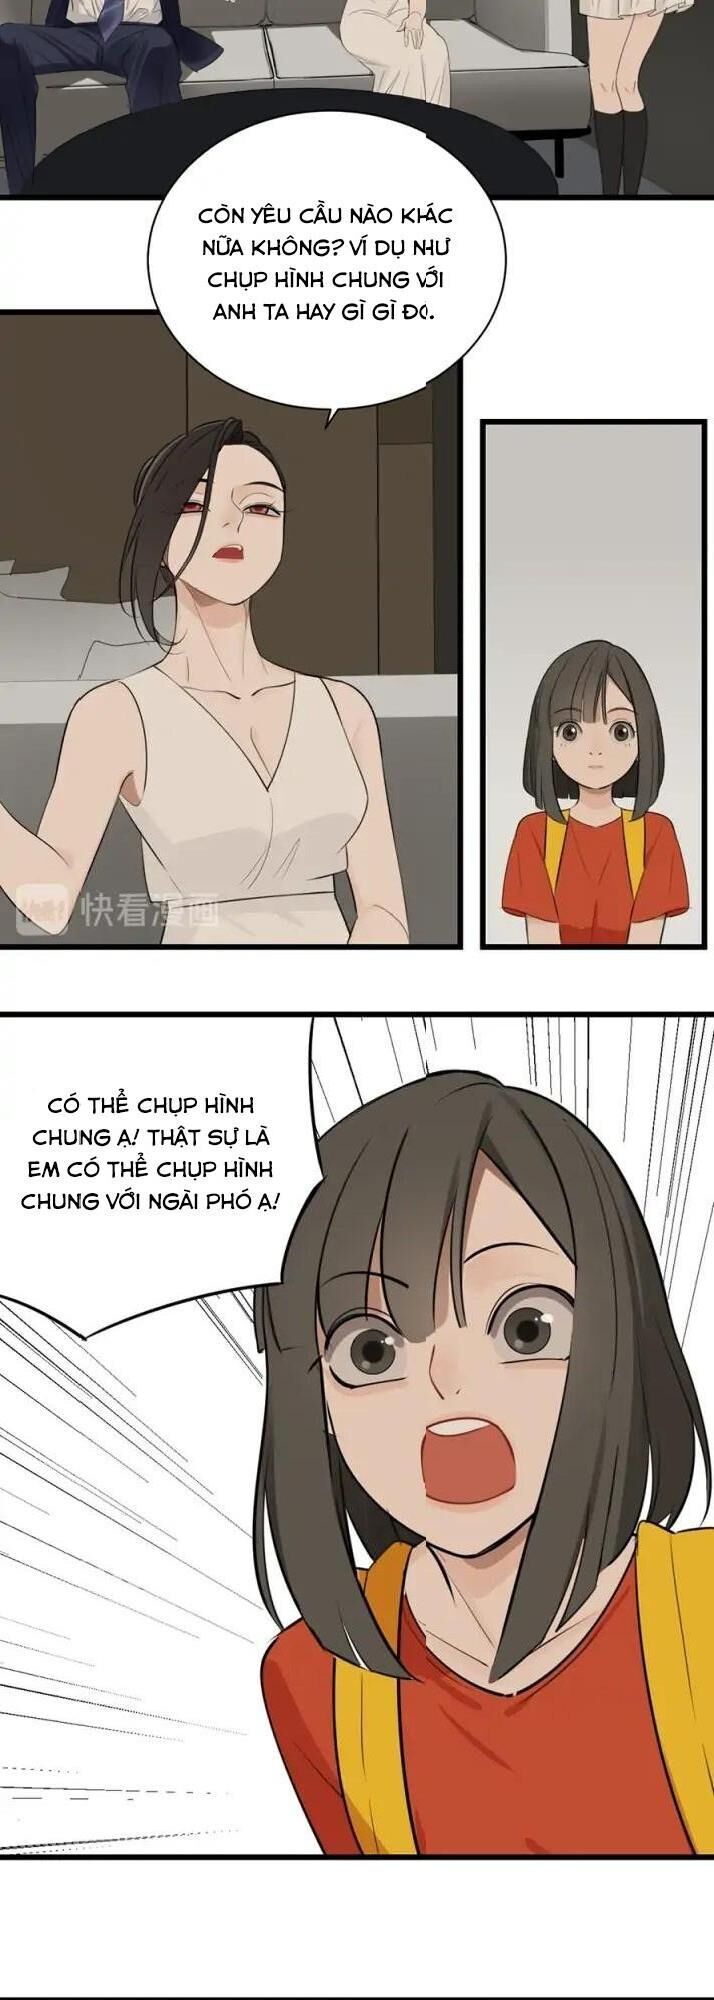 CÒN YÊU CẦU NÀO KHÁC
NỮA KHÔNG? VÍ DỤ NHƯ
CHỤP HÌNH CHUNG VỚI
ANH TA HAY GÌ GÌ ĐÓ.
快看漫画
CÓ THỂ CHỤP HÌNH
CHUNG Ạ! THẬT SỰ LÀ
EM CÓ THỂ CHỤP HÌNH
CHUNG VỚI NGÀI PHÓ Ạ!